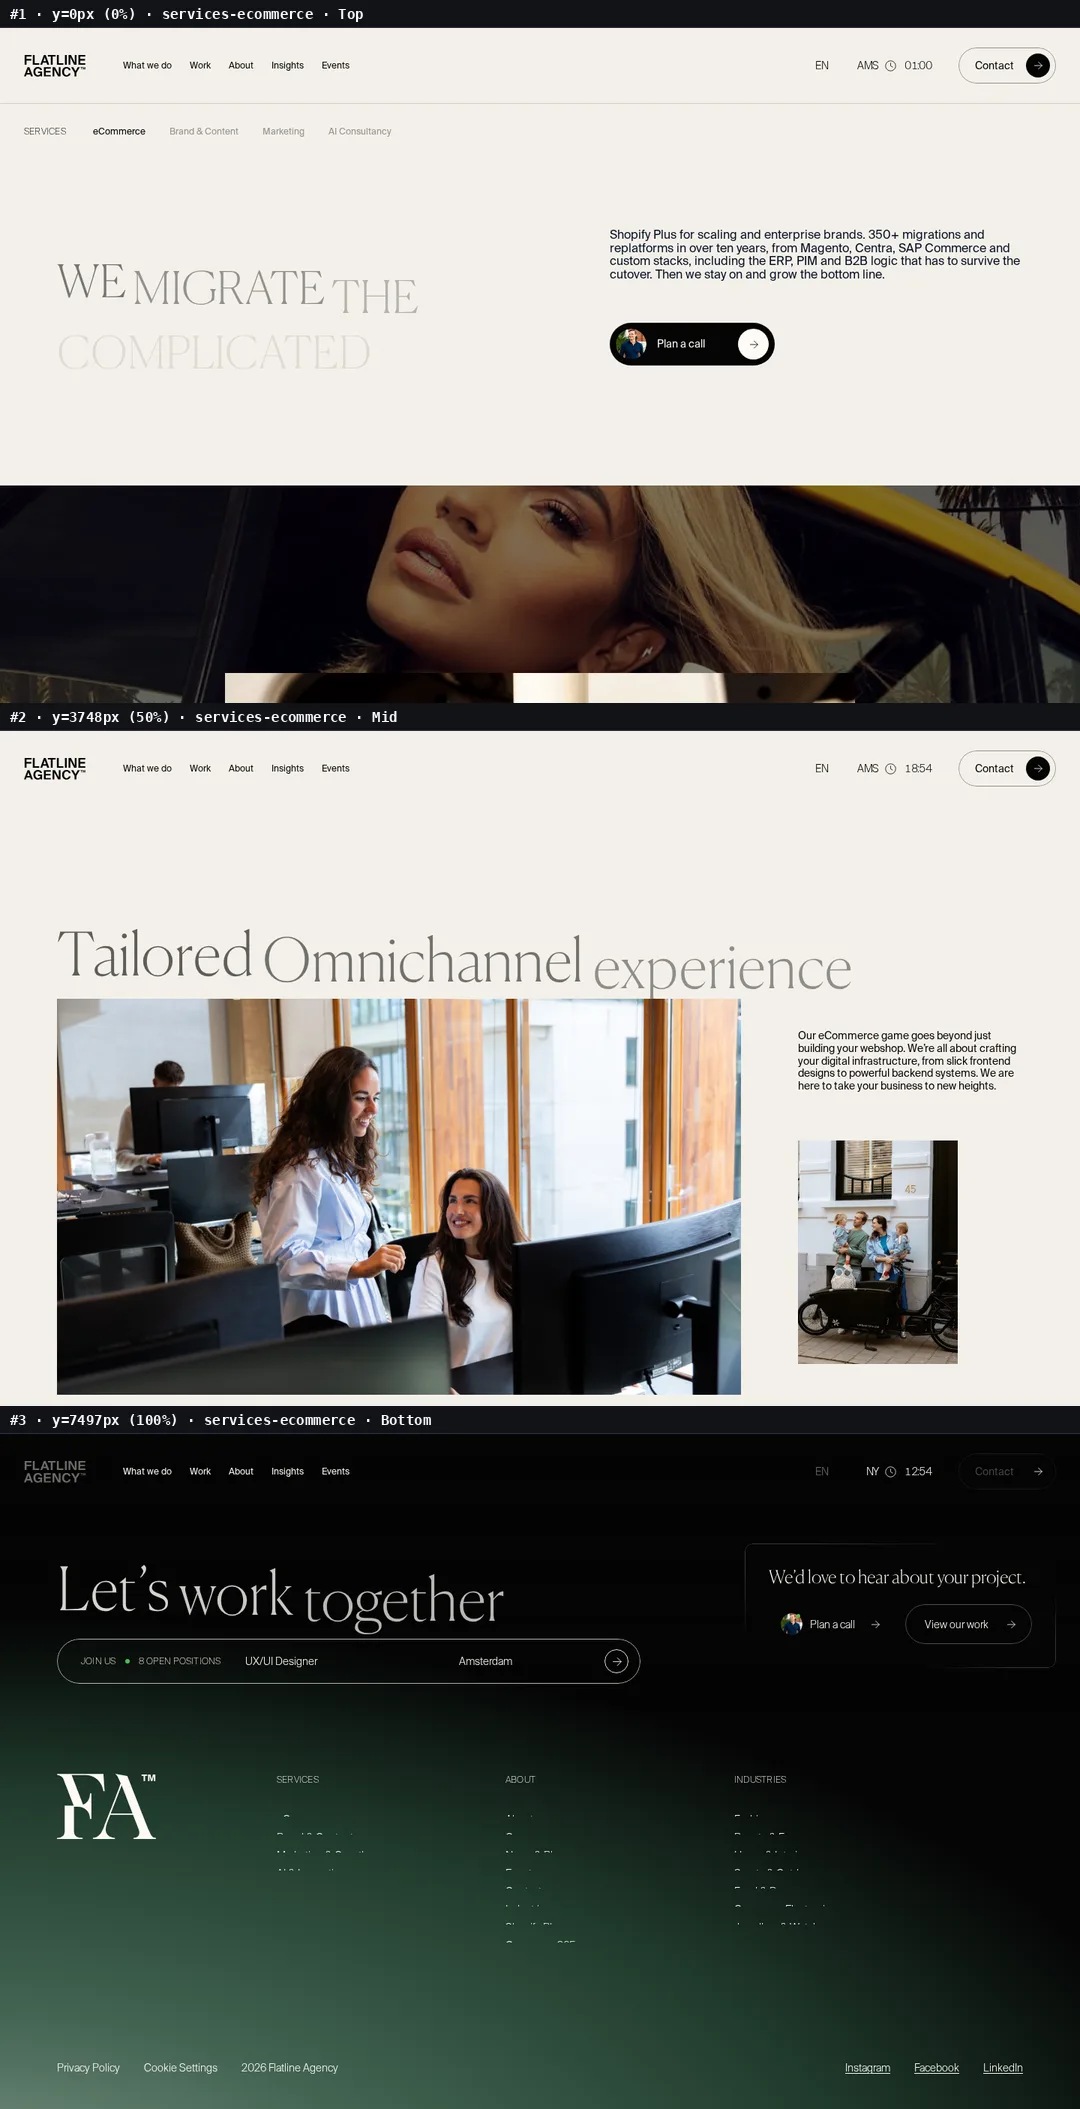 #1 · y=0px (0%) · services-ecommerce · Top
FLATLINE
AGENCY™
What we do
Work
About
Insights
Events
EN
AMS
01:00
Contact
SERVICES
eCommerce
Brand & Content
Marketing
AI Consultancy
WE MIGRATE THE
COMPLICATED
Shopify Plus for scaling and enterprise brands. 350+ migrations and
replatforms in over ten years, from Magento, Centra, SAP Commerce and
custom stacks, including the ERP, PIM and B2B logic that has to survive the
cutover. Then we stay on and grow the bottom line.
Plan a call
#2 · y=3748px (50%) · services-ecommerce · Mid
FLATLINE
AGENCY™
What we do
Work
About
Insights
Events
EN
AMS
18:54
Contact
Tailored Omnichannel experience
Our eCommerce game goes beyond just
building your webshop. We're all about crafting
your digital infrastructure, from slick frontend
designs to powerful backend systems. We are
here to take your business to new heights.
45
#3 · y=7497px (100%) · services-ecommerce · Bottom
FLATLINE
AGENCY™
What we do
Work
About
Insights
Events
EN
NY
12:54
Contact
Let's work together
We'd love to hear about your project.
Plan a call
View our work
JOIN US
8 OPEN POSITIONS
UX/UI Designer
Amsterdam
FA™
SERVICES
ABOUT
INDUSTRIES
Privacy Policy
Cookie Settings
2026 Flatline Agency
Instagram
Facebook
LinkedIn